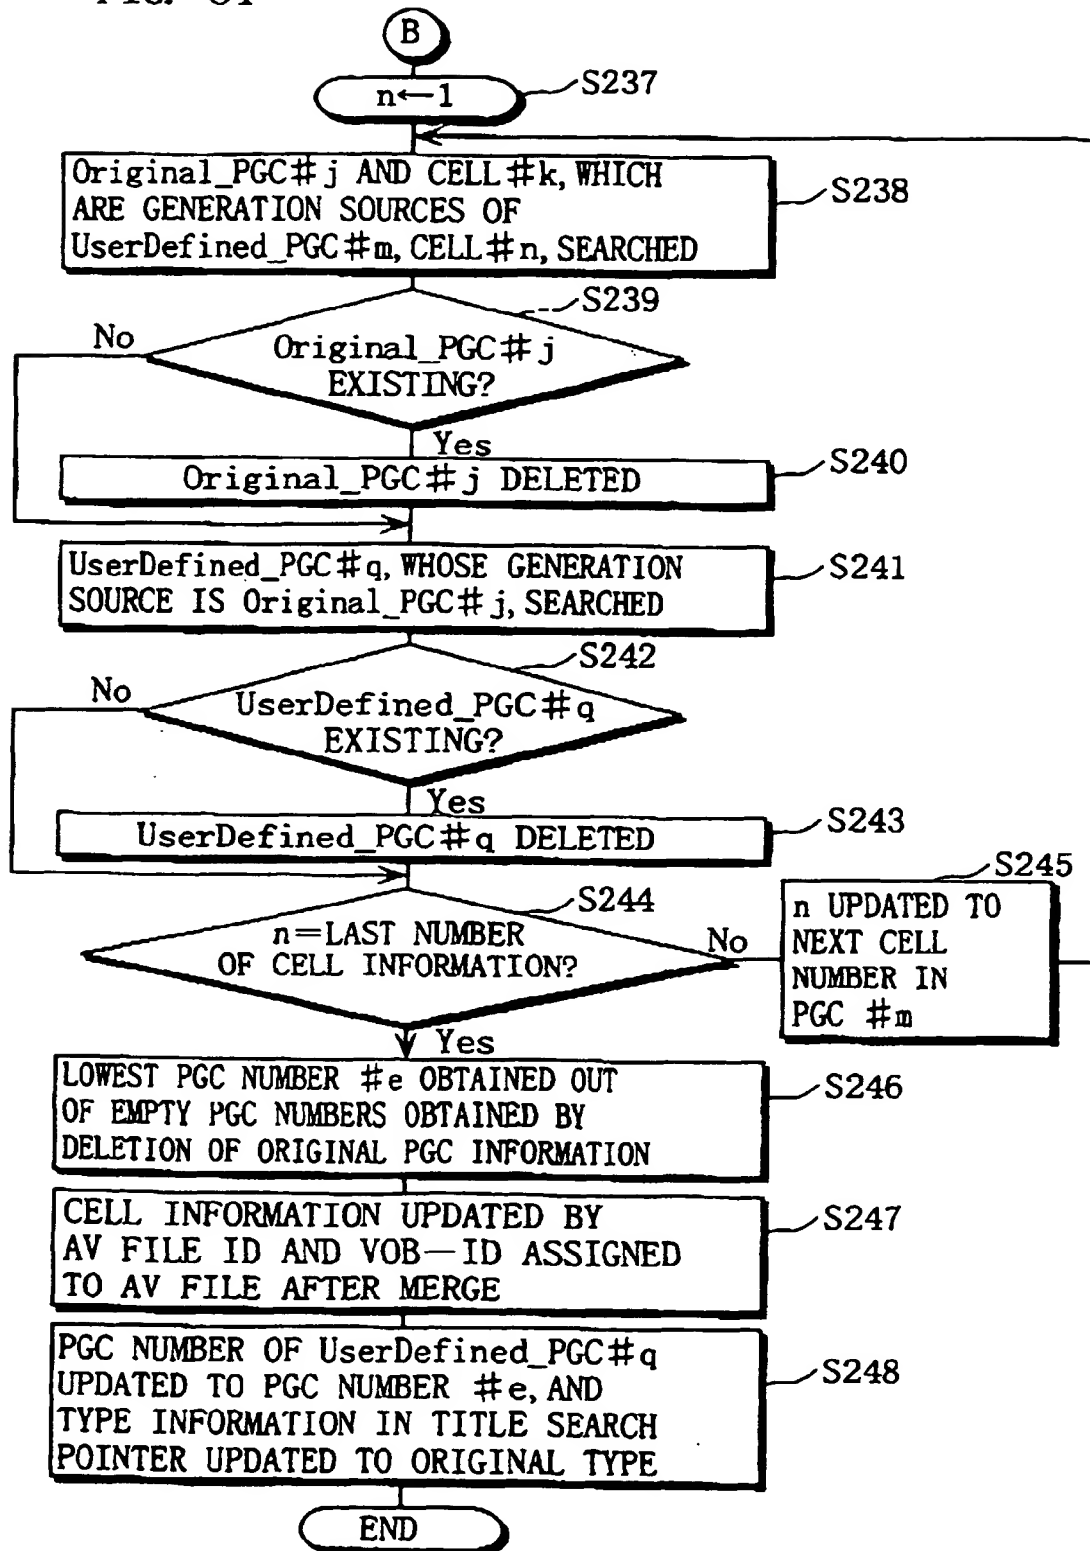 B
n←1
S237
Original_PGC#j AND CELL#k, WHICH
ARE GENERATION SOURCES OF
UserDefined_PGC#m, CELL#n, SEARCHED
S238
S239
No
Original_PGC#j
EXISTING?
Yes
Original_PGC#j DELETED
S240
UserDefined_PGC#q, WHOSE GENERATION
SOURCE IS Original_PGC#j, SEARCHED
S241
S242
No
UserDefined_PGC#q
EXISTING?
Yes
UserDefined_PGC#q DELETED
S243
S244
n=LAST NUMBER
OF CELL INFORMATION?
No
S245
n UPDATED TO
NEXT CELL
NUMBER IN
PGC #m
Yes
LOWEST PGC NUMBER #e OBTAINED OUT
OF EMPTY PGC NUMBERS OBTAINED BY
DELETION OF ORIGINAL PGC INFORMATION
S246
CELL INFORMATION UPDATED BY
AV FILE ID AND VOB-ID ASSIGNED
TO AV FILE AFTER MERGE
S247
PGC NUMBER OF UserDefined_PGC#q
UPDATED TO PGC NUMBER #e, AND
TYPE INFORMATION IN TITLE SEARCH
POINTER UPDATED TO ORIGINAL TYPE
S248
END